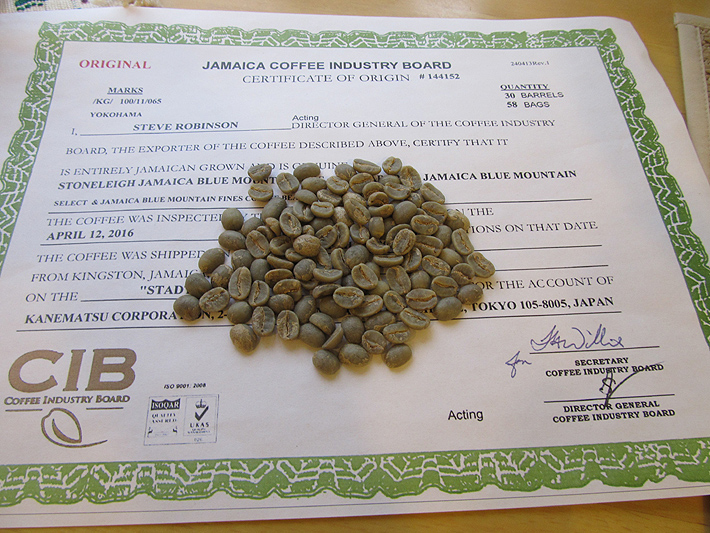 ORIGINAL
JAMAICA COFFEE INDUSTRY BOARD
240413Rev.1
CERTIFICATE OF ORIGIN # 144152
MARKS
QUANTITY
/KG/ 100/11/065
30 BARRELS
YOKOHAMA
58 BAGS
Acting
I, STEVE ROBINSON DIRECTOR GENERAL OF THE COFFEE INDUSTRY
BOARD, THE EXPORTER OF THE COFFEE DESCRIBED ABOVE, CERTIFY THAT IT
IS ENTIRELY JAMAICAN GROWN AND IS GENUINE
STONELEIGH JAMAICA BLUE JAMAICA BLUE MOUNTAIN
SELECT & JAMAICA BLUE MOUNTAIN FINES
THE COFFEE WAS INSPECTED THE
APRIL 12, 2016 ON THAT DATE
THE COFFEE WAS SHIPPED
FROM KINGSTON, THE ACCOUNT OF
ON THE
KANEMATSU CORPORATION, TOKYO 105-8005, JAPAN
CIB
COFFEE INDUSTRY BOARD
ISO 9001: 2008
ISOQAR
UKAS
for
SECRETARY
COFFEE INDUSTRY BOARD
Acting
DIRECTOR GENERAL
COFFEE INDUSTRY BOARD